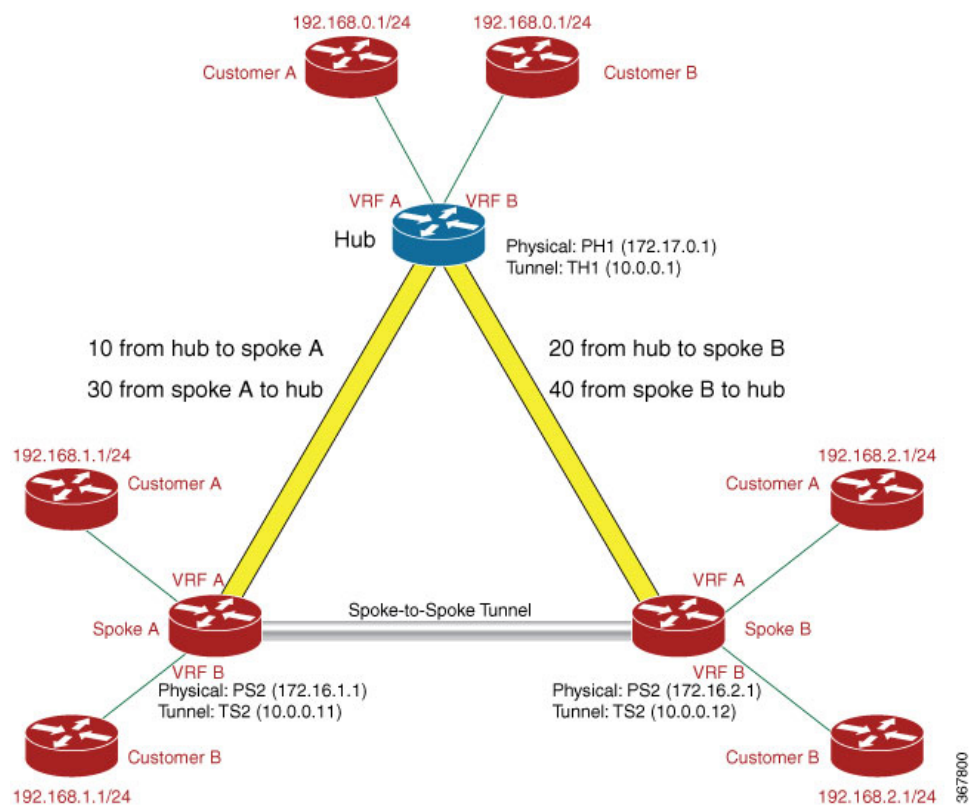 192.168.0.1/24
192.168.0.1/24
Customer A
Customer B
VRF A
VRF B
Hub
Physical: PH1 (172.17.0.1)
Tunnel: TH1 (10.0.0.1)
10 from hub to spoke A
30 from spoke A to hub
20 from hub to spoke B
40 from spoke B to hub
192.168.1.1/24
Customer A
192.168.2.1/24
Customer A
VRF A
VRF A
Spoke A
Spoke-to-Spoke Tunnel
Spoke B
VRF B
Physical: PS2 (172.16.1.1)
Tunnel: TS2 (10.0.0.11)
VRF B
Physical: PS2 (172.16.2.1)
Tunnel: TS2 (10.0.0.12)
Customer B
192.168.1.1/24
Customer B
192.168.2.1/24
367800